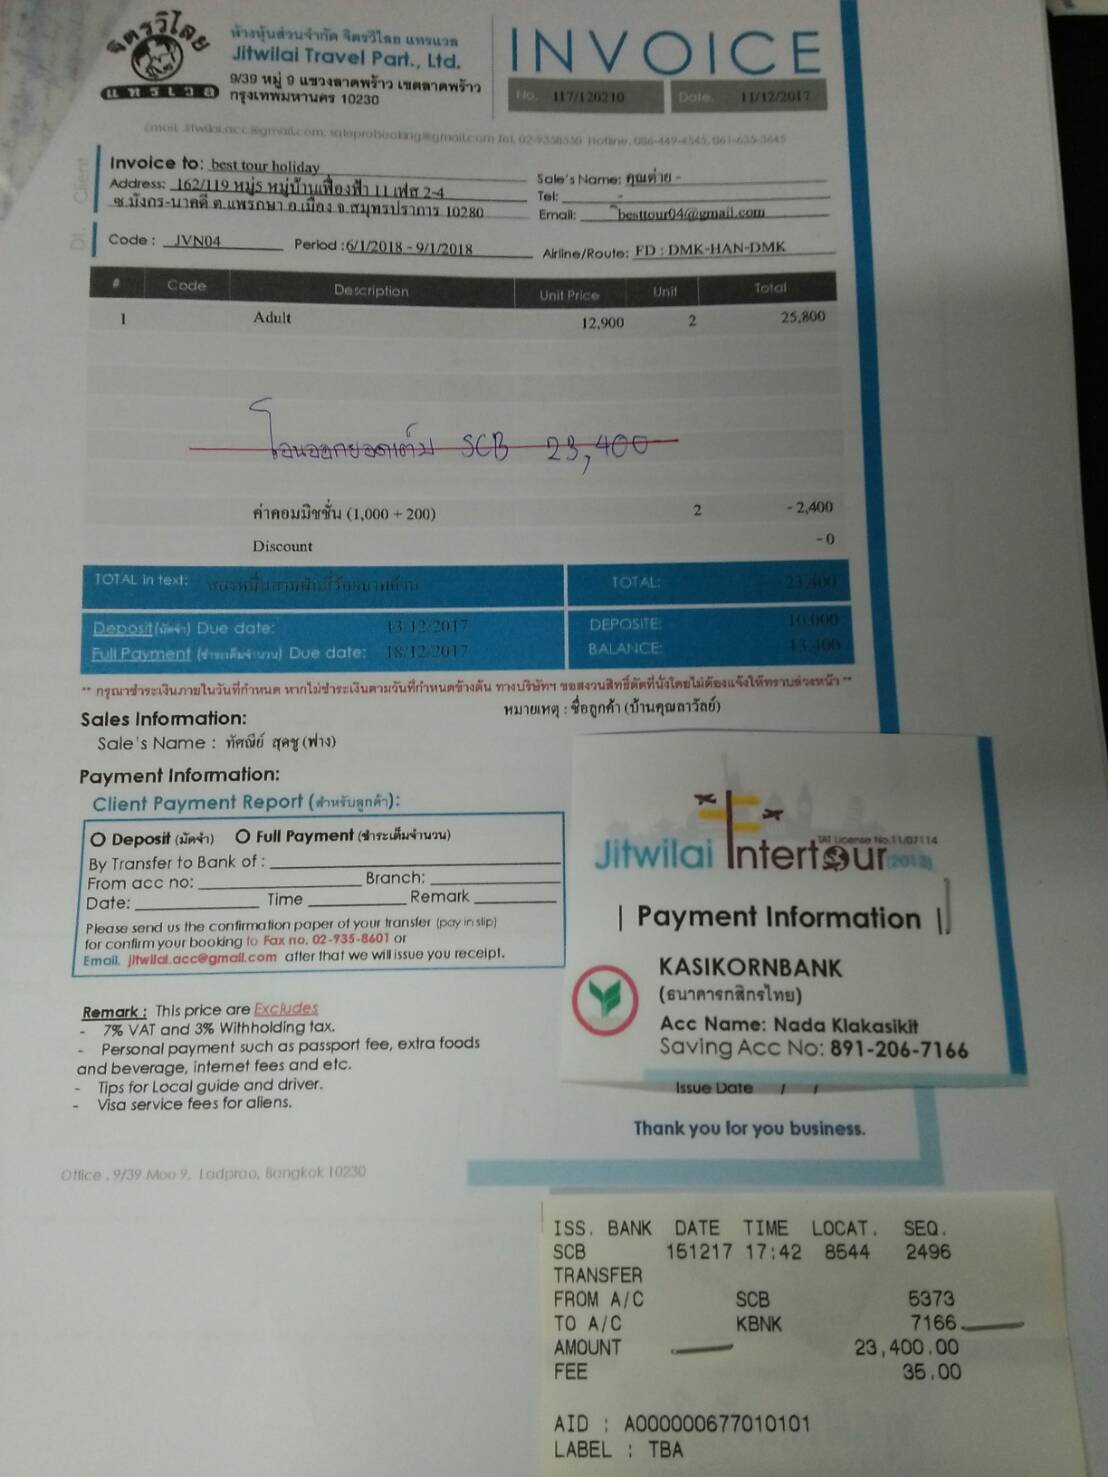 จิตรวิไลย
แทรเวล
ห้างหุ้นส่วนจำกัด จิตรวิไลย แทรแวล
Jitwilai Travel Part., Ltd.
9/39 หมู่ 9 แขวงลาดพร้าว เขตลาดพร้าว
กรุงเทพมหานคร 10230
INVOICE
No. 117/120210 Date. 11/12/2017
Email. Jitwilai.acc@gmail.com, saleprobooking@gmail.com Tel. 02-9358550 Hotline. 086-449-4545, 061-635-3645
Invoice to: best tour holiday
Address: 162/119 หมู่5 หมู่บ้านเฟื่องฟ้า 11 เฟส 2-4
ซ.มังกร-นาคดี ต.แพรกษา อ.เมือง จ.สมุทรปราการ 10280
Sale's Name: คุณต่าย -
Tel: -
Email: besttour04@gmail.com
Client
Code : JVN04 Period : 6/1/2018 - 9/1/2018 Airline/Route: FD : DMK-HAN-DMK
# Code Description Unit Price Unit Total
1 Adult 12,900 2 25,800
โอนออกยอดเต็ม SCB 23,400
ค่าคอมมิชชั่น (1,000 + 200) 2 - 2,400
Discount - 0
TOTAL in text: สองหมื่นสามพันสี่ร้อยบาทถ้วน TOTAL: 23,400
Deposit (มัดจำ) Due date: 13/12/2017 DEPOSITE: 10,000
Full Payment (ชำระเต็มจำนวน) Due date: 18/12/2017 BALANCE: 13,400
** กรุณาชำระเงินภายในวันที่กำหนด หากไม่ชำระเงินตามวันที่กำหนดข้างต้น ทางบริษัทฯ ขอสงวนสิทธิ์ตัดที่นั่งโดยไม่ต้องแจ้งให้ทราบล่วงหน้า **
Sales Information:
หมายเหตุ : ชื่อลูกค้า (บ้านคุณลาวัลย์)
Sale's Name : ทัศณีย์ สุดชู (ฟาง)
Payment Information:
Client Payment Report (สำหรับลูกค้า):
O Deposit (มัดจำ) O Full Payment (ชำระเต็มจำนวน)
By Transfer to Bank of :
From acc no: Branch:
Date: Time Remark
Please send us the confirmation paper of your transfer (pay in slip)
for confirm your booking to Fax no. 02-935-8601 or
Email. jitwilai.acc@gmail.com after that we will issue you receipt.
Remark : This price are Excludes
- 7% VAT and 3% Withholding tax.
- Personal payment such as passport fee, extra foods
and beverage, internet fees and etc.
- Tips for Local guide and driver.
- Visa service fees for aliens.
TAT License No.11/07114
Jitwilai Intertour (2013)
| Payment Information |
KASIKORNBANK
(ธนาคารกสิกรไทย)
Acc Name: Nada Klakasikit
Saving Acc No: 891-206-7166
Issue Date / /
Thank you for you business.
Office . 9/39 Moo 9, Ladprao, Bangkok 10230
ISS. BANK DATE TIME LOCAT. SEQ.
SCB 151217 17:42 8544 2496
TRANSFER
FROM A/C SCB 5373
TO A/C KBNK 7166
AMOUNT 23,400.00
FEE 35.00
AID : A000000677010101
LABEL : TBA